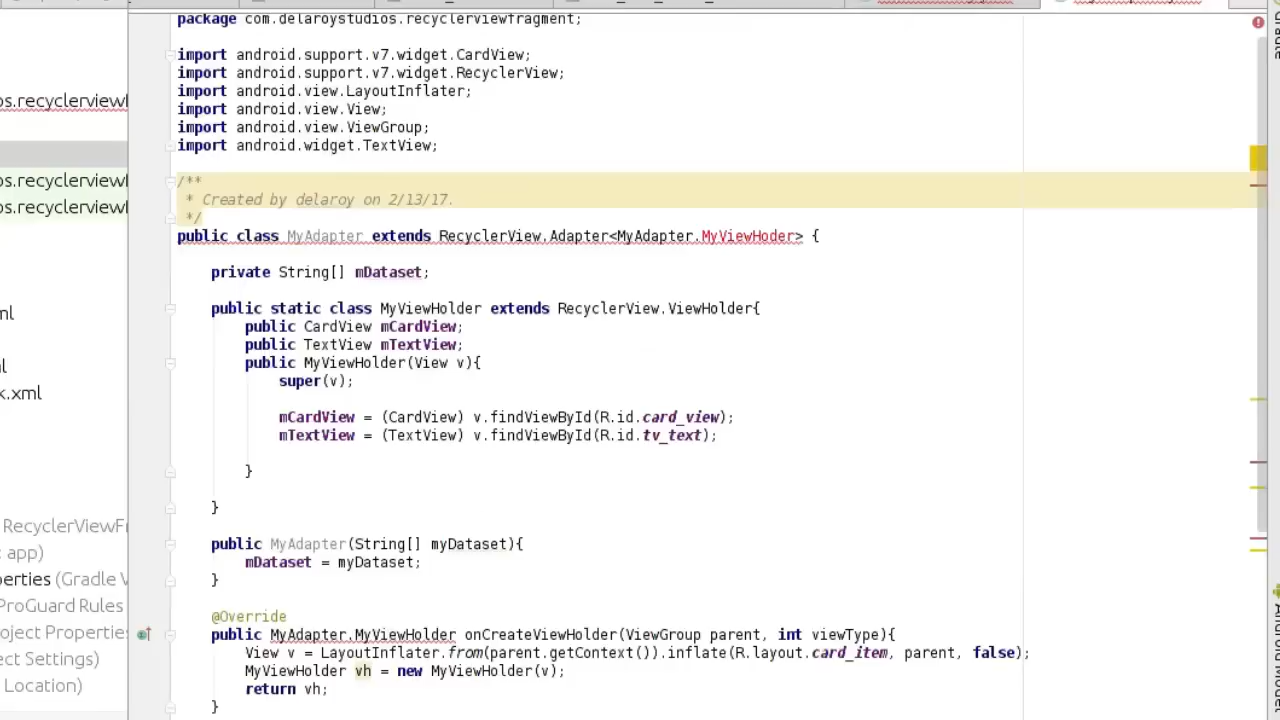 package com.delaroystudios.recyclerviewfragment;
import android.support.v7.widget.CardView;
import android.support.v7.widget.RecyclerView;
import android.view.LayoutInflater;
import android.view.View;
import android.view.ViewGroup;
import android.widget.TextView;
/**
* Created by delaroy on 2/13/17.
*/
public class MyAdapter extends RecyclerView.Adapter<MyAdapter.MyViewHoder> {
private String[] mDataset;
public static class MyViewHolder extends RecyclerView.ViewHolder{
public CardView mCardView;
public TextView mTextView;
public MyViewHolder(View v){
super(v);
mCardView = (CardView) v.findViewById(R.id.card_view);
mTextView = (TextView) v.findViewById(R.id.tv_text);
}
}
public MyAdapter(String[] myDataset){
mDataset = myDataset;
}
@Override
public MyAdapter.MyViewHolder onCreateViewHolder(ViewGroup parent, int viewType){
View v = LayoutInflater.from(parent.getContext()).inflate(R.layout.card_item, parent, false);
MyViewHolder vh = new MyViewHolder(v);
return vh;
}
os.recyclerview
os.recyclerview
os.recyclerview
ml
l
k.xml
RecyclerViewFr
: app)
perties (Gradle V
ProGuard Rules
oject Properties
ect Settings)
Location)